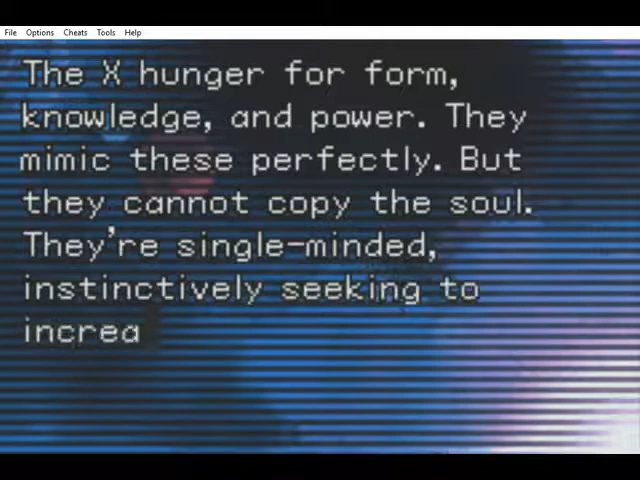 File Options Cheats Tools Help
The X hunger for form,
knowledge, and power. They
mimic these perfectly. But
they cannot copy the soul.
They're single-minded,
instinctively seeking to
increa